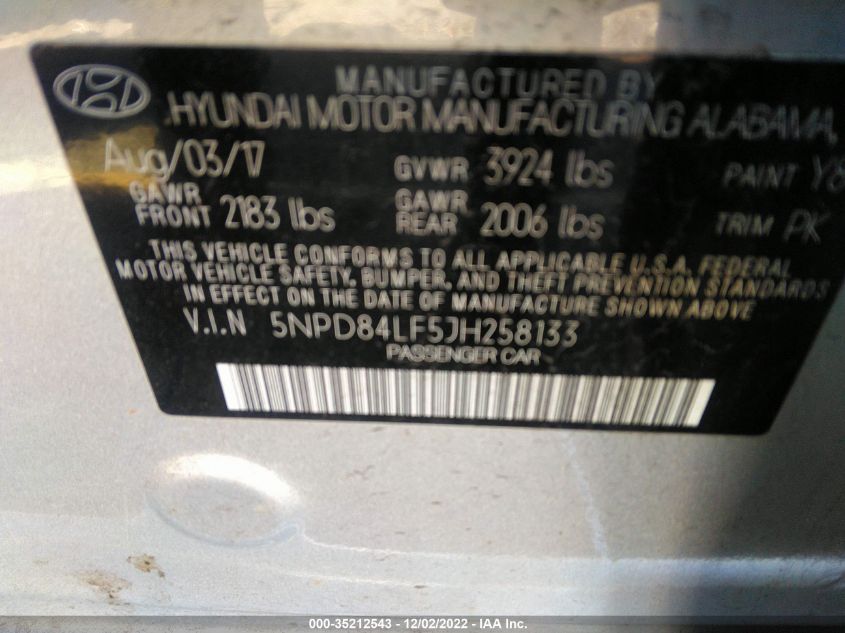 MANUFACTURED BY
HYUNDAI MOTOR MANUFACTURING ALABAMA,
Aug/03/17 GVWR 3924 lbs PAINT Y8
GAWR FRONT 2183 lbs GAWR REAR 2006 lbs TRIM PK
THIS VEHICLE CONFORMS TO ALL APPLICABLE U.S.A. FEDERAL
MOTOR VEHICLE SAFETY, BUMPER, AND THEFT PREVENTION STANDARDS
IN EFFECT ON THE DATE OF MANUFACTURE SHOWN ABOVE.
V.I.N 5NPD84LF5JH258133
PASSENGER CAR
000-35212543 - 12/02/2022 - IAA Inc.